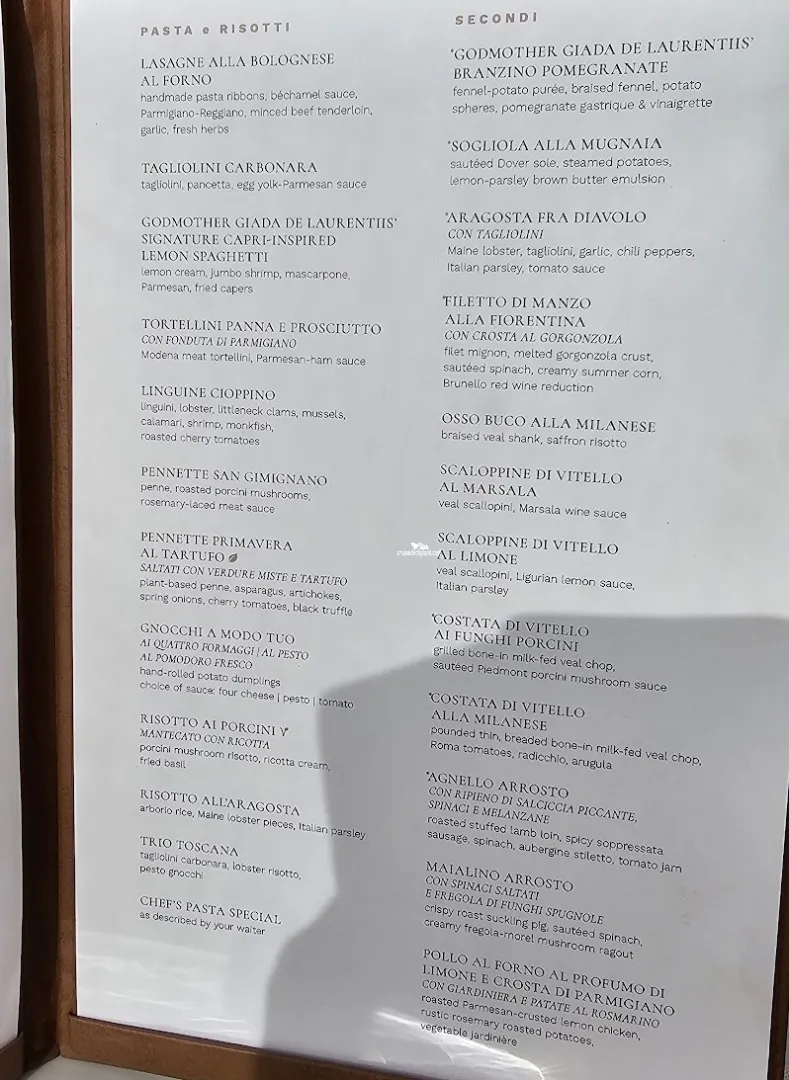 PASTA e RISOTTI
LASAGNE ALLA BOLOGNESE
AL FORNO
handmade pasta ribbons, béchamel sauce,
Parmigiano-Reggiano, minced beef tenderloin,
garlic, fresh herbs
TAGLIOLINI CARBONARA
tagliolini, pancetta, egg yolk-Parmesan sauce
GODMOTHER GIADA DE LAURENTIIS'
SIGNATURE CAPRI-INSPIRED
LEMON SPAGHETTI
lemon cream, jumbo shrimp, mascarpone,
Parmesan, fried capers
TORTELLINI PANNA E PROSCIUTTO
CON FONDUTA DI PARMIGIANO
Modena meat tortellini, Parmesan-ham sauce
LINGUINE CIOPPINO
linguini, lobster, littleneck clams, mussels,
calamari, shrimp, monkfish,
roasted cherry tomatoes
PENNETTE SAN GIMIGNANO
penne, roasted porcini mushrooms,
rosemary-laced meat sauce
PENNETTE PRIMAVERA
AL TARTUFO
SALTATI CON VERDURE MISTE E TARTUFO
plant-based penne, asparagus, artichokes,
spring onions, cherry tomatoes, black truffle
GNOCCHI A MODO TUO
AI QUATTRO FORMAGGI | AL PESTO
AL POMODORO FRESCO
hand-rolled potato dumplings
choice of sauce: four cheese | pesto | tomato
RISOTTO AI PORCINI V
MANTECATO CON RICOTTA
porcini mushroom risotto, ricotta cream,
fried basil
RISOTTO ALL'ARAGOSTA
arborio rice, Maine lobster pieces, Italian parsley
TRIO TOSCANA
tagliolini carbonara, lobster risotto,
pesto gnocchi
CHEF'S PASTA SPECIAL
as described by your waiter
SECONDI
*GODMOTHER GIADA DE LAURENTIIS'
BRANZINO POMEGRANATE
fennel-potato purée, braised fennel, potato
spheres, pomegranate gastrique & vinaigrette
*SOGLIOLA ALLA MUGNAIA
sautéed Dover sole, steamed potatoes,
lemon-parsley brown butter emulsion
*ARAGOSTA FRA DIAVOLO
CON TAGLIOLINI
Maine lobster, tagliolini, garlic, chili peppers,
Italian parsley, tomato sauce
*FILETTO DI MANZO
ALLA FIORENTINA
CON CROSTA AL GORGONZOLA
filet mignon, melted gorgonzola crust,
sautéed spinach, creamy summer corn,
Brunello red wine reduction
OSSO BUCO ALLA MILANESE
braised veal shank, saffron risotto
SCALOPPINE DI VITELLO
AL MARSALA
veal scallopini, Marsala wine sauce
SCALOPPINE DI VITELLO
AL LIMONE
veal scallopini, Ligurian lemon sauce,
Italian parsley
*COSTATA DI VITELLO
AI FUNGHI PORCINI
grilled bone-in milk-fed veal chop,
sautéed Piedmont porcini mushroom sauce
*COSTATA DI VITELLO
ALLA MILANESE
pounded thin, breaded bone-in milk-fed veal chop,
Roma tomatoes, radicchio, arugula
*AGNELLO ARROSTO
CON RIPIENO DI SALCICCIA PICCANTE,
SPINACI E MELANZANE
roasted stuffed lamb loin, spicy soppressata
sausage, spinach, aubergine stiletto, tomato jam
MAIALINO ARROSTO
CON SPINACI SALTATI
E FREGOLA DI FUNGHI SPUGNOLE
crispy roast suckling pig, sautéed spinach,
creamy fregola-morel mushroom ragout
POLLO AL FORNO AL PROFUMO DI
LIMONE E CROSTA DI PARMIGIANO
CON GIARDINIERA E PATATE AL ROSMARINO
roasted Parmesan-crusted lemon chicken,
rustic rosemary roasted potatoes,
vegetable jardinière